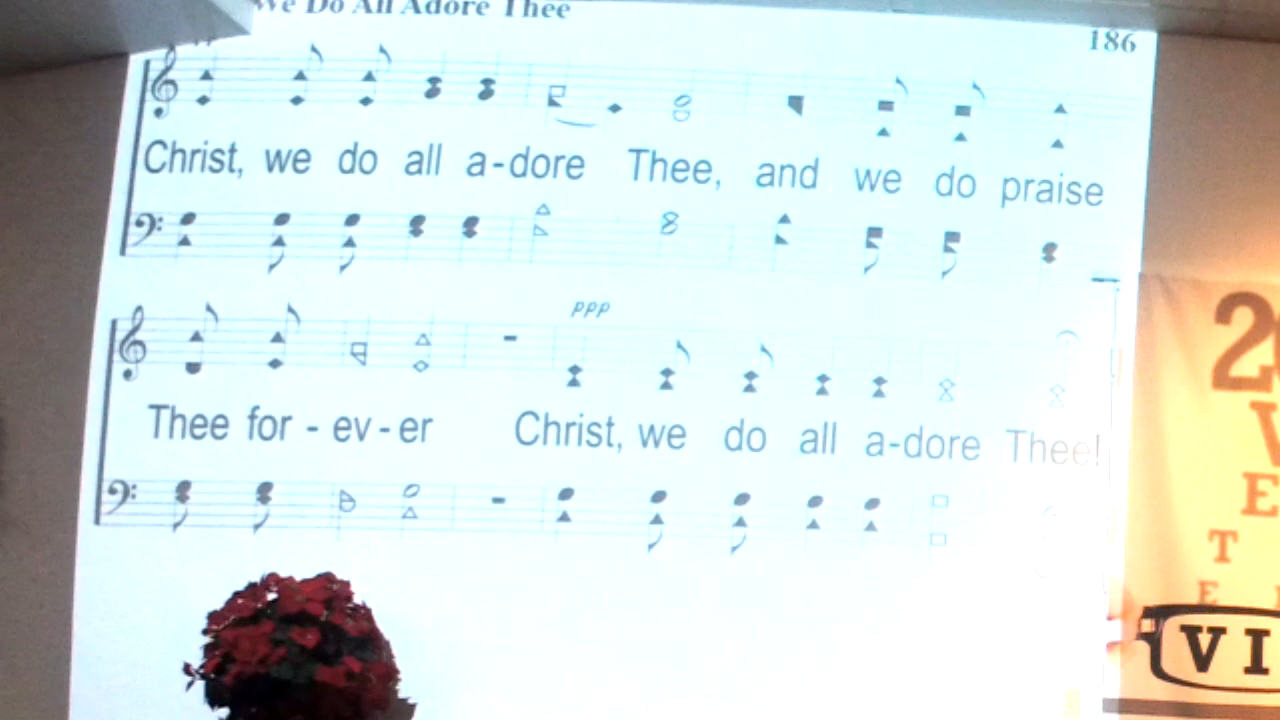 We Do All Adore Thee
186
Christ, we do all a-dore Thee, and we do praise
ppp
Thee for - ev - er Christ, we do all a-dore Thee!
V
E
T
E
VI